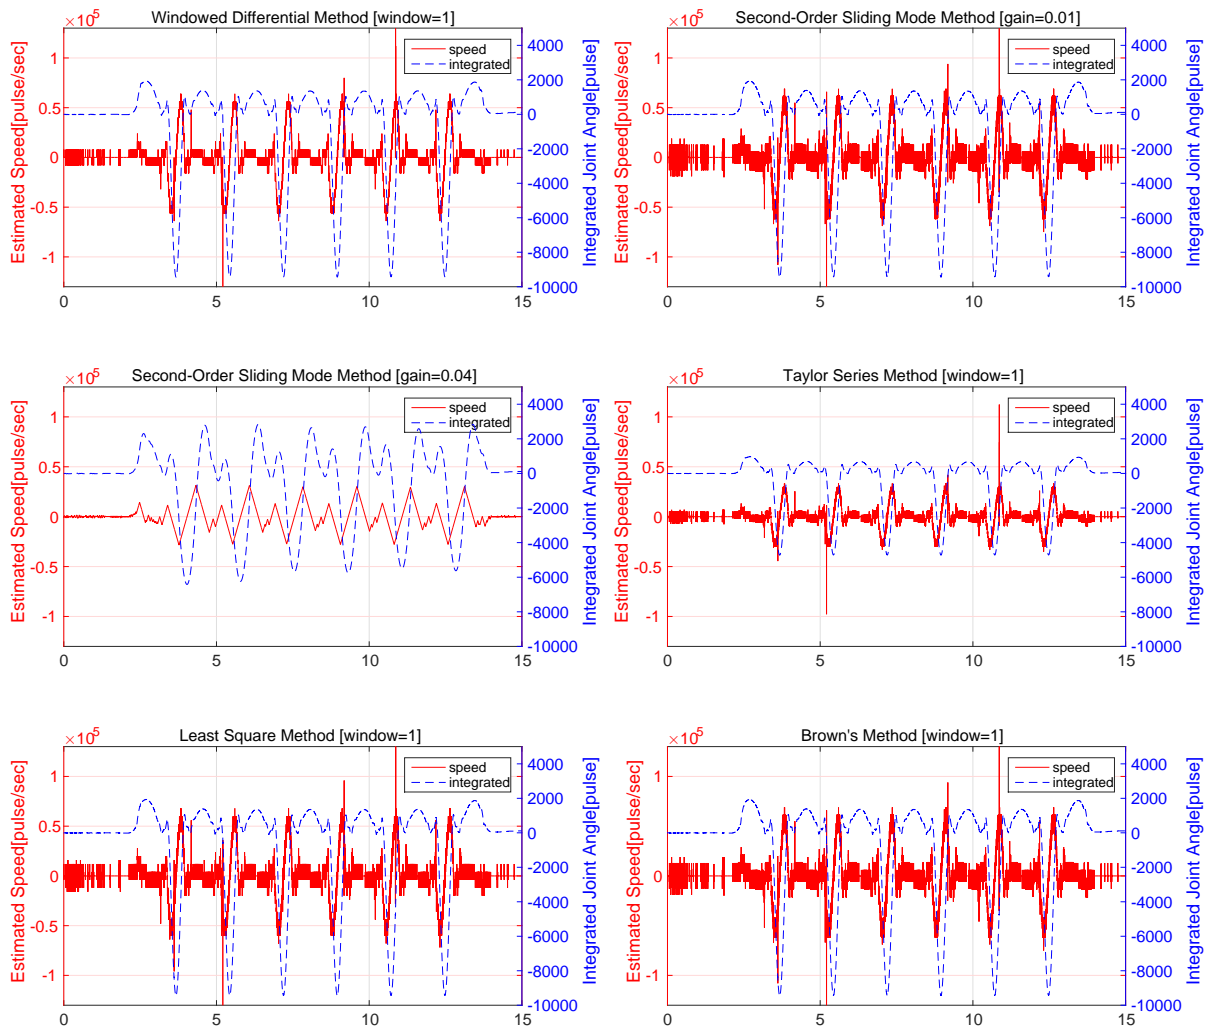 Windowed Differential Method [window=1]
×10^5
Estimated Speed[pulse/sec]
1
0.5
0
-0.5
-1
speed
integrated
4000
2000
0
-2000
-4000
-6000
-8000
-10000
Integrated Joint Angle[pulse]
0 5 10 15
Second-Order Sliding Mode Method [gain=0.01]
×10^5
Estimated Speed[pulse/sec]
1
0.5
0
-0.5
-1
speed
integrated
4000
2000
0
-2000
-4000
-6000
-8000
-10000
Integrated Joint Angle[pulse]
0 5 10 15
Second-Order Sliding Mode Method [gain=0.04]
×10^5
Estimated Speed[pulse/sec]
1
0.5
0
-0.5
-1
speed
integrated
4000
2000
0
-2000
-4000
-6000
-8000
-10000
Integrated Joint Angle[pulse]
0 5 10 15
Taylor Series Method [window=1]
×10^5
Estimated Speed[pulse/sec]
1
0.5
0
-0.5
-1
speed
integrated
4000
2000
0
-2000
-4000
-6000
-8000
-10000
Integrated Joint Angle[pulse]
0 5 10 15
Least Square Method [window=1]
×10^5
Estimated Speed[pulse/sec]
1
0.5
0
-0.5
-1
speed
integrated
4000
2000
0
-2000
-4000
-6000
-8000
-10000
Integrated Joint Angle[pulse]
0 5 10 15
Brown's Method [window=1]
×10^5
Estimated Speed[pulse/sec]
1
0.5
0
-0.5
-1
speed
integrated
4000
2000
0
-2000
-4000
-6000
-8000
-10000
Integrated Joint Angle[pulse]
0 5 10 15